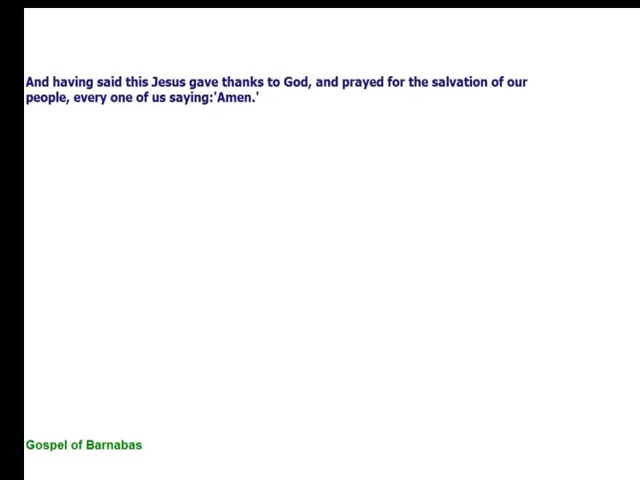 And having said this Jesus gave thanks to God, and prayed for the salvation of our
people, every one of us saying:'Amen.'
Gospel of Barnabas